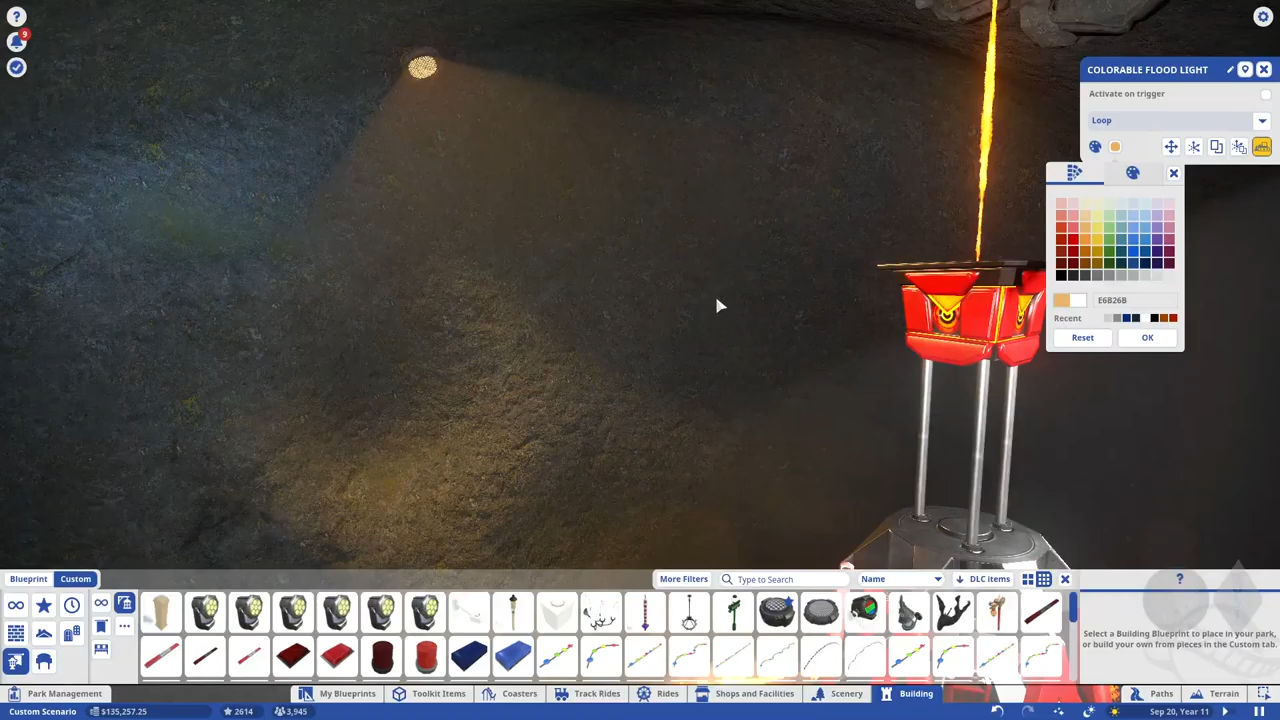 ?
9
COLORABLE FLOOD LIGHT
Activate on trigger
Loop
E6B26B
Recent
Reset OK
Blueprint Custom More Filters Type to Search Name DLC items
?
Select a Building Blueprint to place in your park, or build your own from pieces in the Custom tab.
Park Management My Blueprints Toolkit Items Coasters Track Rides Rides Shops and Facilities Scenery Building Paths Terrain
Custom Scenario $135,257.25 2614 3,945 Sep 20, Year 11